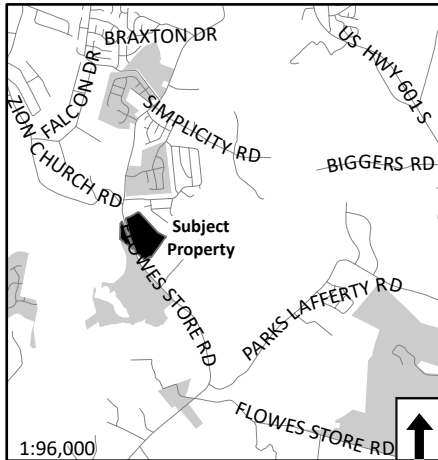 BRAXTON DR
US HWY 601 S
FALCON DR
SIMPLICITY RD
ZION CHURCH RD
BIGGERS RD
Subject
Property
FLOWES STORE RD
PARKS LAFFERTY RD
FLOWES STORE RD
1:96,000